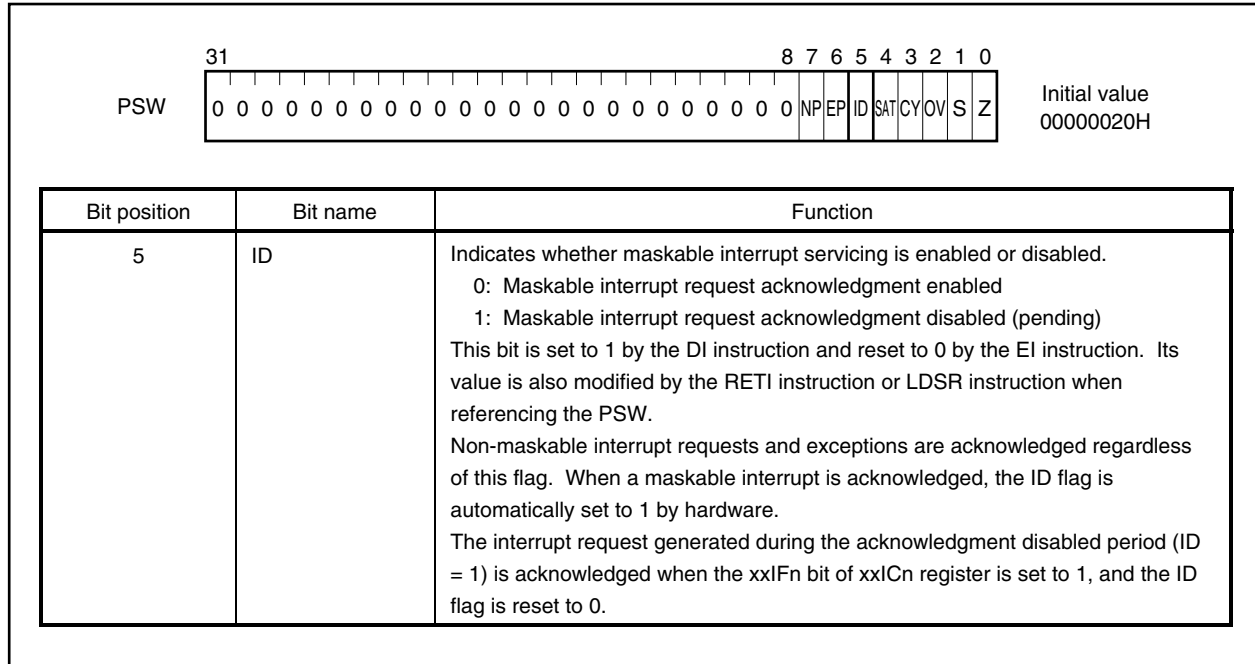 31 8 7 6 5 4 3 2 1 0
PSW 0 0 0 0 0 0 0 0 0 0 0 0 0 0 0 0 0 0 0 0 0 0 0 0 NP EP ID SAT CY OV S Z
Initial value
00000020H
Bit position Bit name Function
5 ID Indicates whether maskable interrupt servicing is enabled or disabled.
0: Maskable interrupt request acknowledgment enabled
1: Maskable interrupt request acknowledgment disabled (pending)
This bit is set to 1 by the DI instruction and reset to 0 by the EI instruction. Its
value is also modified by the RETI instruction or LDSR instruction when
referencing the PSW.
Non-maskable interrupt requests and exceptions are acknowledged regardless
of this flag. When a maskable interrupt is acknowledged, the ID flag is
automatically set to 1 by hardware.
The interrupt request generated during the acknowledgment disabled period (ID
= 1) is acknowledged when the xxIFn bit of xxICn register is set to 1, and the ID
flag is reset to 0.